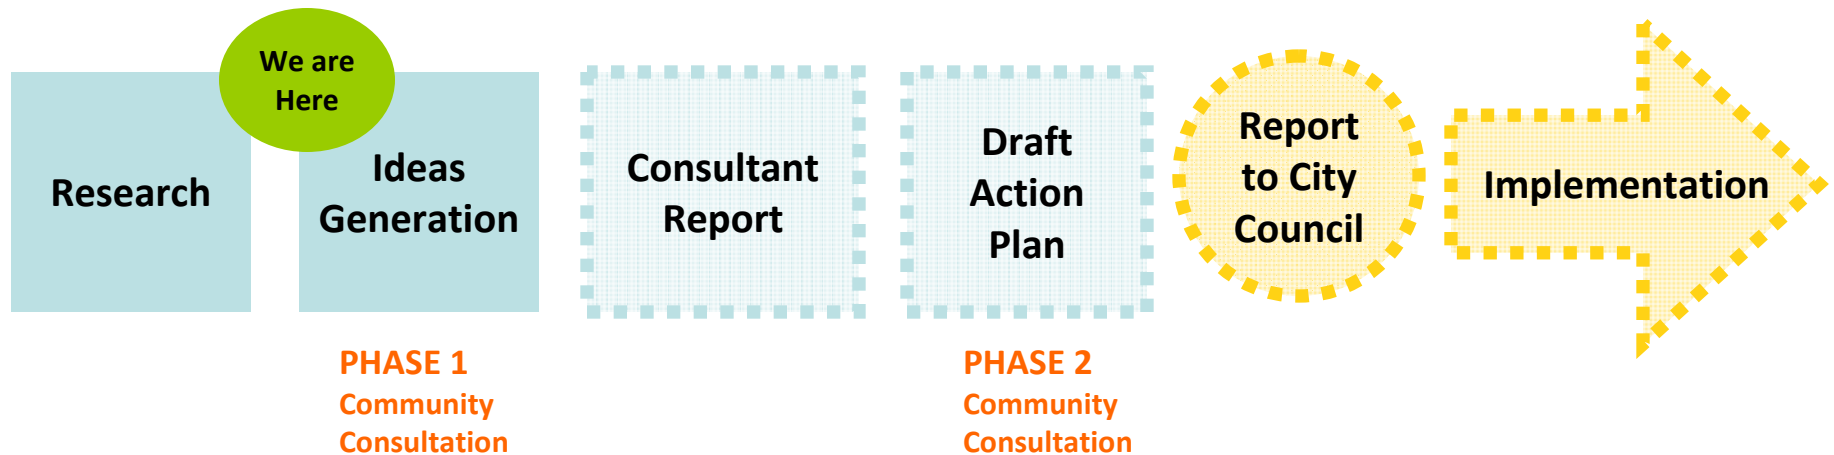 We are
Here
Research
Ideas
Generation
Consultant
Report
Draft
Action
Plan
Report
to City
Council
Implementation
PHASE 1
Community
Consultation
PHASE 2
Community
Consultation